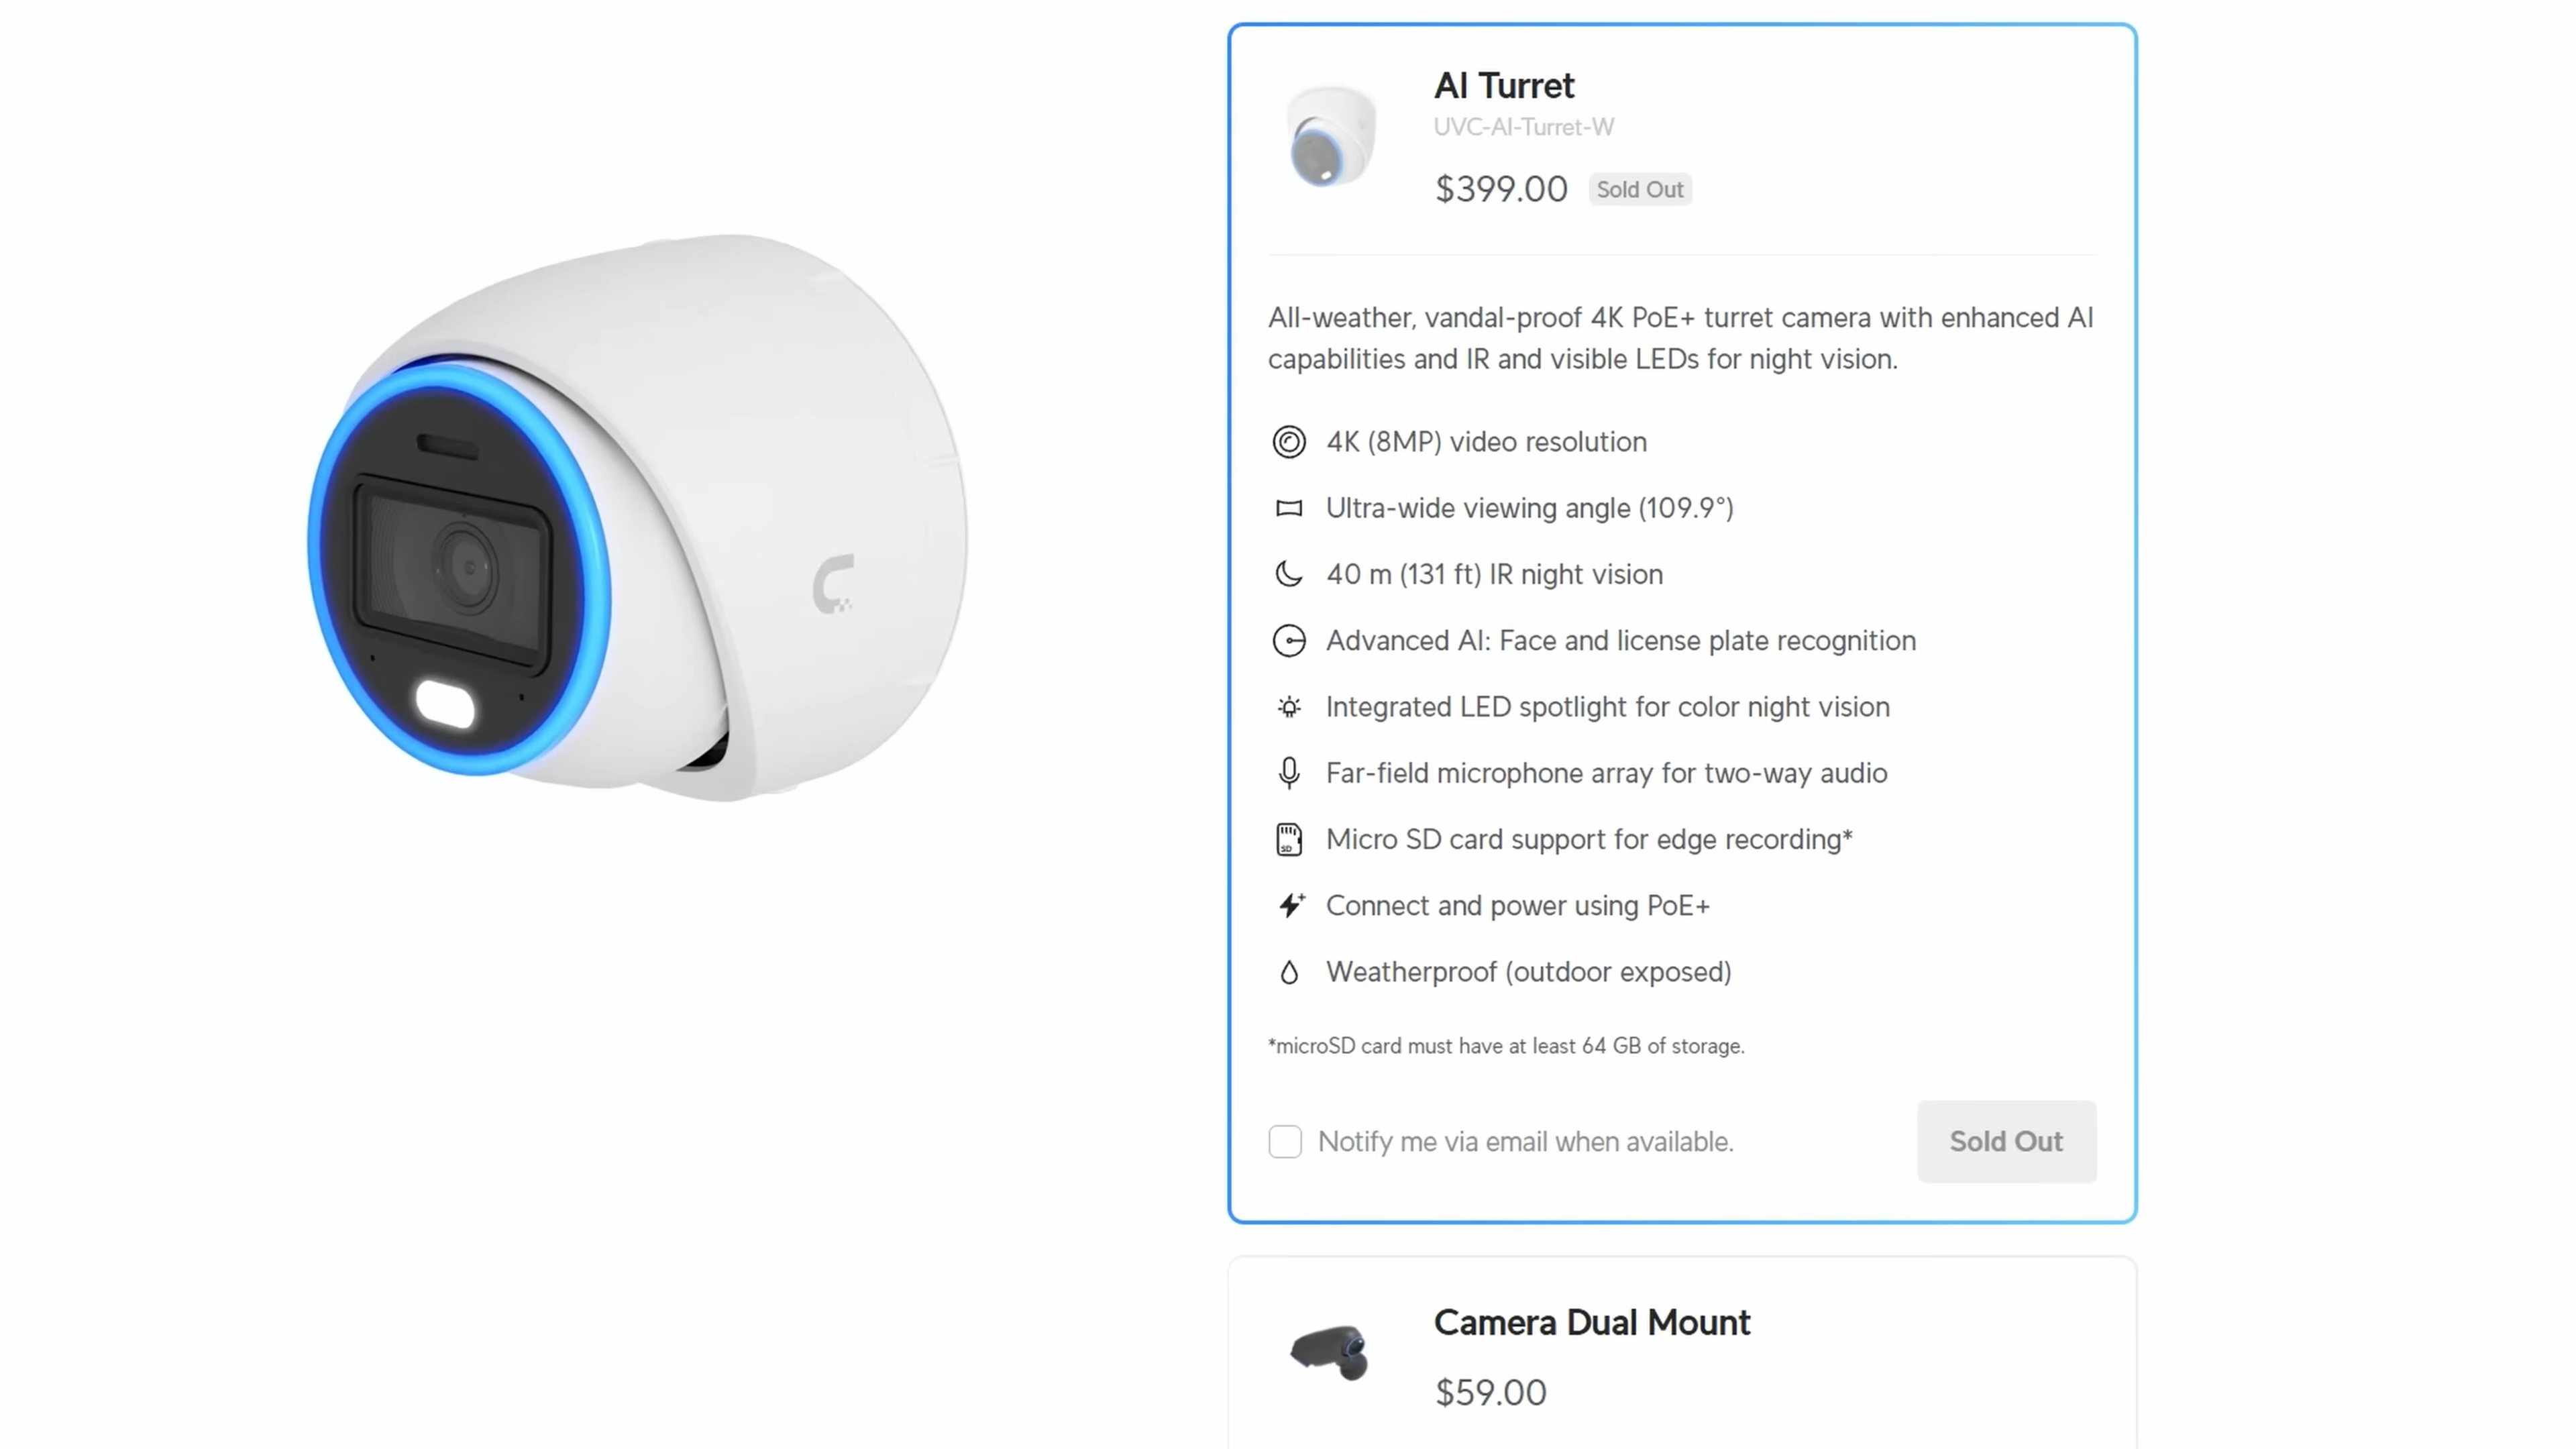 AI Turret
UVC-AI-Turret-W
$399.00 Sold Out
All-weather, vandal-proof 4K PoE+ turret camera with enhanced AI
capabilities and IR and visible LEDs for night vision.
4K (8MP) video resolution
Ultra-wide viewing angle (109.9°)
40 m (131 ft) IR night vision
Advanced AI: Face and license plate recognition
Integrated LED spotlight for color night vision
Far-field microphone array for two-way audio
SD
Micro SD card support for edge recording*
Connect and power using PoE+
Weatherproof (outdoor exposed)
*microSD card must have at least 64 GB of storage.
Notify me via email when available.
Sold Out
Camera Dual Mount
$59.00